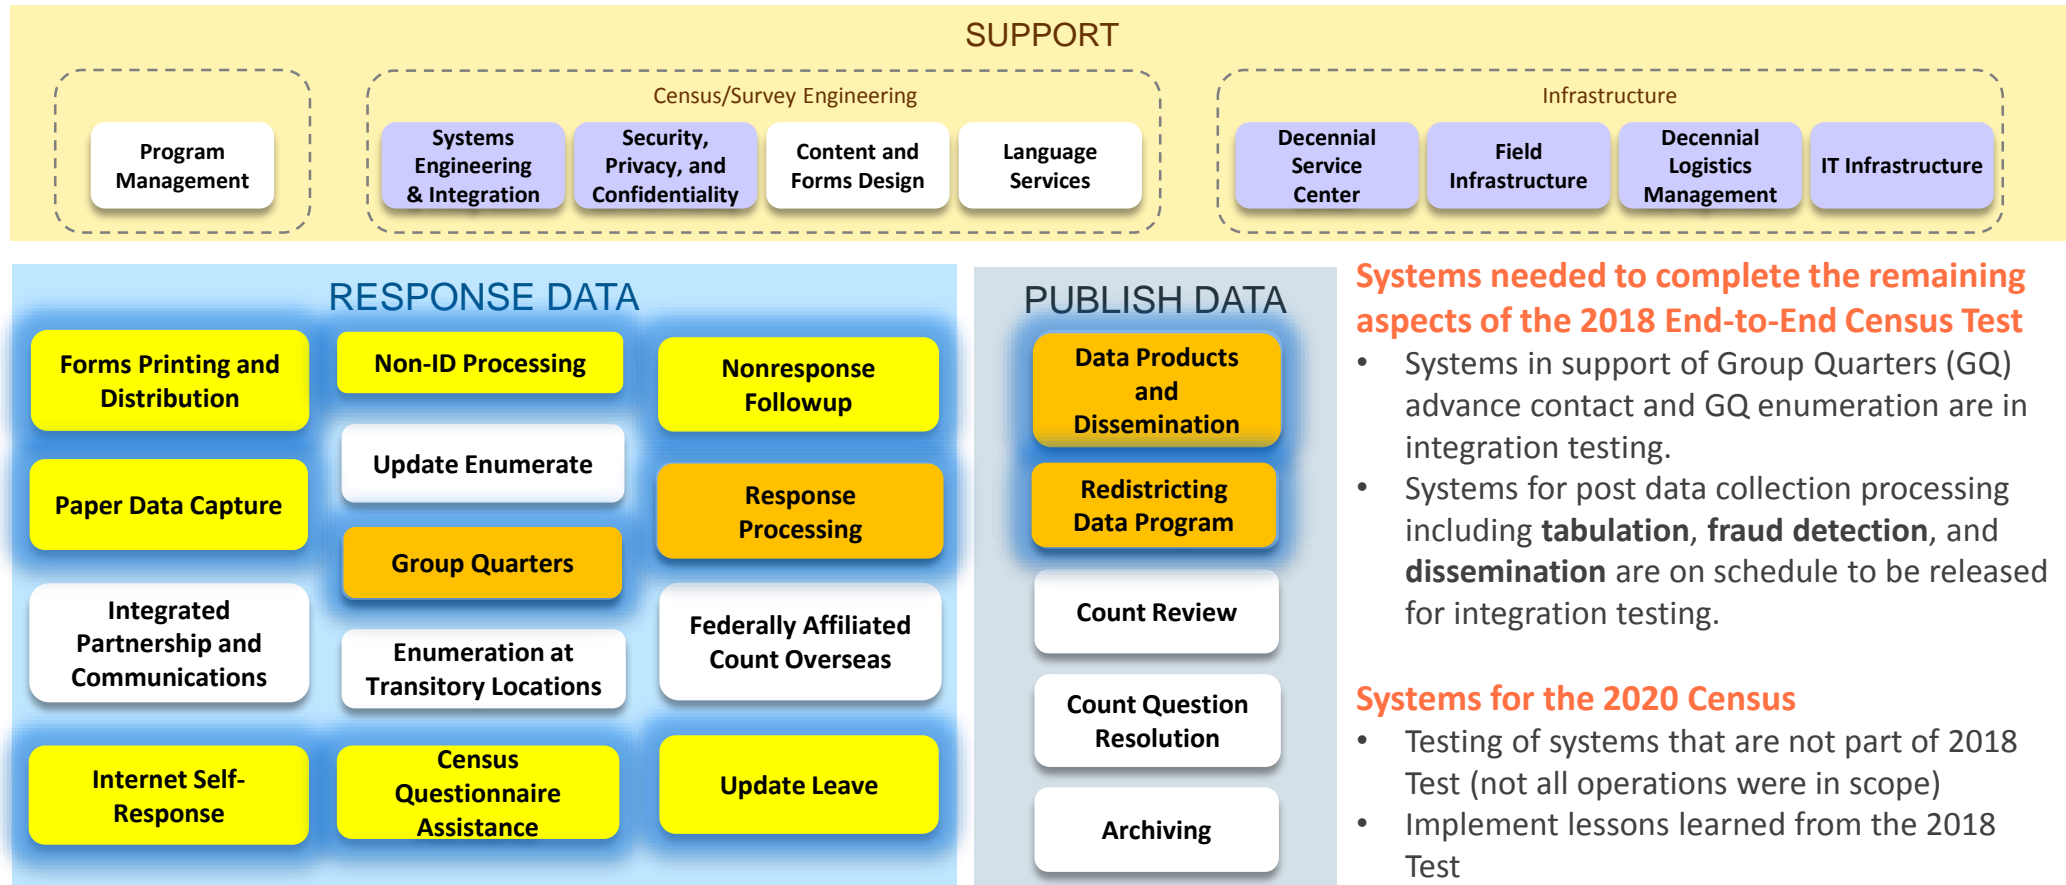 SUPPORT
Program
Management
Census/Survey Engineering
Systems
Engineering
& Integration
Security,
Privacy, and
Confidentiality
Content and
Forms Design
Language
Services
Infrastructure
Decennial
Service
Center
Field
Infrastructure
Decennial
Logistics
Management
IT Infrastructure
RESPONSE DATA
Forms Printing and
Distribution
Non-ID Processing
Nonresponse
Followup
Paper Data Capture
Update Enumerate
Response
Processing
Group Quarters
Integrated
Partnership and
Communications
Enumeration at
Transitory Locations
Federally Affiliated
Count Overseas
Internet Self-
Response
Census
Questionnaire
Assistance
Update Leave
PUBLISH DATA
Data Products
and
Dissemination
Redistricting
Data Program
Count Review
Count Question
Resolution
Archiving
Systems needed to complete the remaining
aspects of the 2018 End-to-End Census Test
• Systems in support of Group Quarters (GQ)
advance contact and GQ enumeration are in
integration testing.
• Systems for post data collection processing
including tabulation, fraud detection, and
dissemination are on schedule to be released
for integration testing.
Systems for the 2020 Census
• Testing of systems that are not part of 2018
Test (not all operations were in scope)
• Implement lessons learned from the 2018
Test